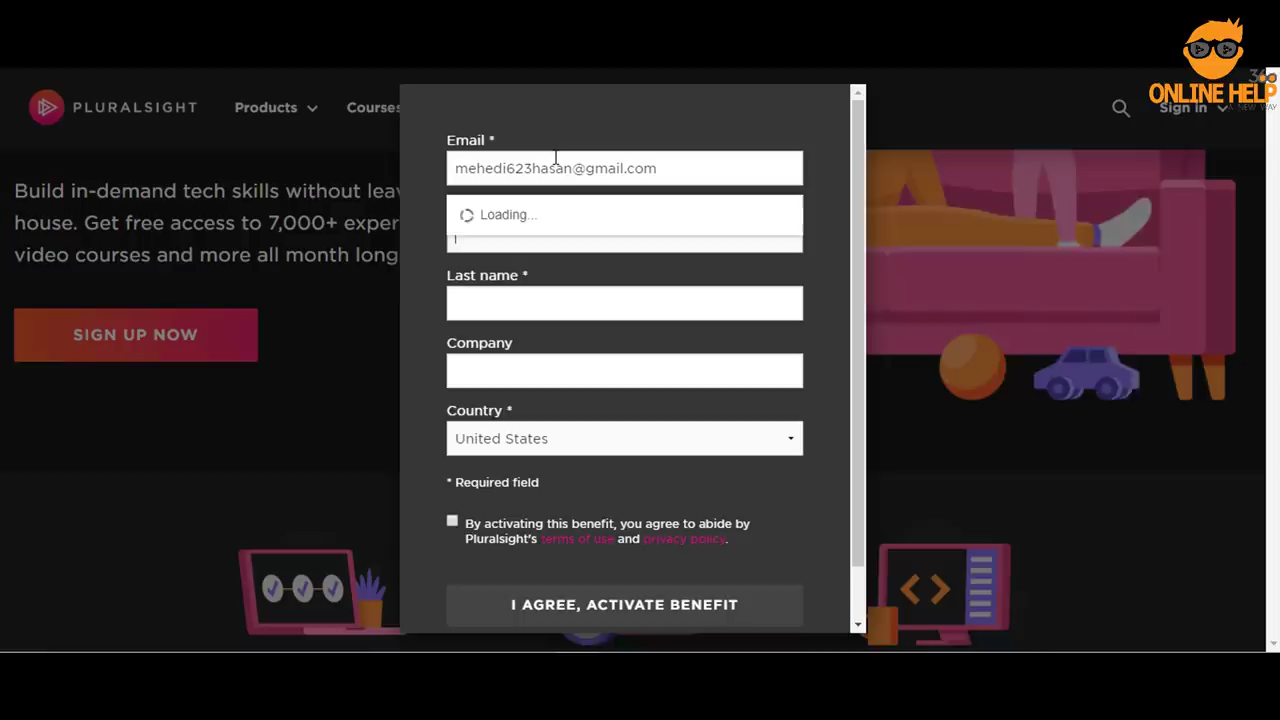 ONLINE HELP
A NEW WAY
PLURALSIGHT
Products
Courses
Sign in
Build in-demand tech skills without leav
house. Get free access to 7,000+ exper
video courses and more all month long
SIGN UP NOW
Email *
mehedi623hasan@gmail.com
Loading...
Last name *
Company
Country *
United States
* Required field
By activating this benefit, you agree to abide by
Pluralsight's terms of use and privacy policy.
I AGREE, ACTIVATE BENEFIT